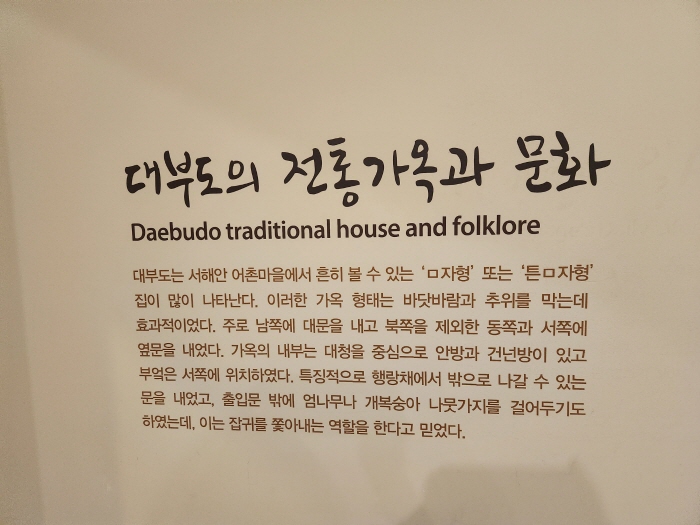 대부도의 전통가옥과 문화
Daebudo traditional house and folklore
대부도는 서해안 어촌마을에서 흔히 볼 수 있는 ‘ㅁ자형’ 또는 ‘튼ㅁ자형’
집이 많이 나타난다. 이러한 가옥 형태는 바닷바람과 추위를 막는데
효과적이었다. 주로 남쪽에 대문을 내고 북쪽을 제외한 동쪽과 서쪽에
옆문을 내었다. 가옥의 내부는 대청을 중심으로 안방과 건넌방이 있고
부엌은 서쪽에 위치하였다. 특징적으로 행랑채에서 밖으로 나갈 수 있는
문을 내었고, 출입문 밖에 엄나무나 개복숭아 나뭇가지를 걸어두기도
하였는데, 이는 잡귀를 쫓아내는 역할을 한다고 믿었다.